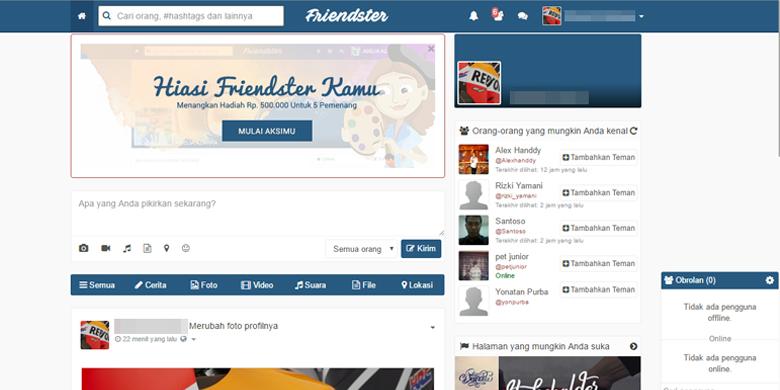 Cari orang, #hashtags dan lainnya
Friendster
Hiasi Friendster Kamu
Menangkan Hadiah Rp. 500.000 Untuk 5 Pemenang
MULAI AKSIMU
Apa yang Anda pikirkan sekarang?
Semua orang
Kirim
Semua
Cerita
Foto
Video
Suara
File
Lokasi
Merubah foto profilnya
22 menit yang lalu
Orang-orang yang mungkin Anda kenal
Alex Handdy
@Alexhanddy
Tambahkan Teman
Terakhir dilihat: 12 jam yang lalu
Rizki Yamani
@rizki_yamani
Tambahkan Teman
Terakhir dilihat: 2 jam yang lalu
Santoso
@Santoso
Tambahkan Teman
Terakhir dilihat: 2 jam yang lalu
pet junior
@petjunior
Tambahkan Teman
Online
Yonatan Purba
@yonpurba
Tambahkan Teman
Halaman yang mungkin Anda suka
Obrolan (0)
Tidak ada pengguna
offline.
Online
Tidak ada pengguna
online.